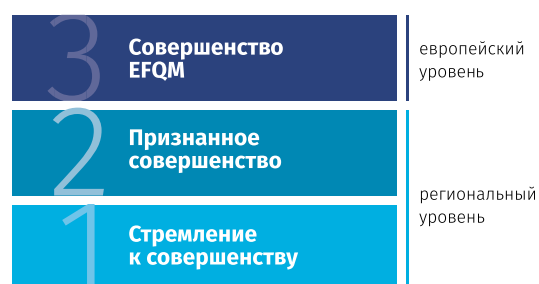 3
Совершенство
EFQM
европейский
уровень
2
Признанное
совершенство
1
Стремление
к совершенству
региональный
уровень